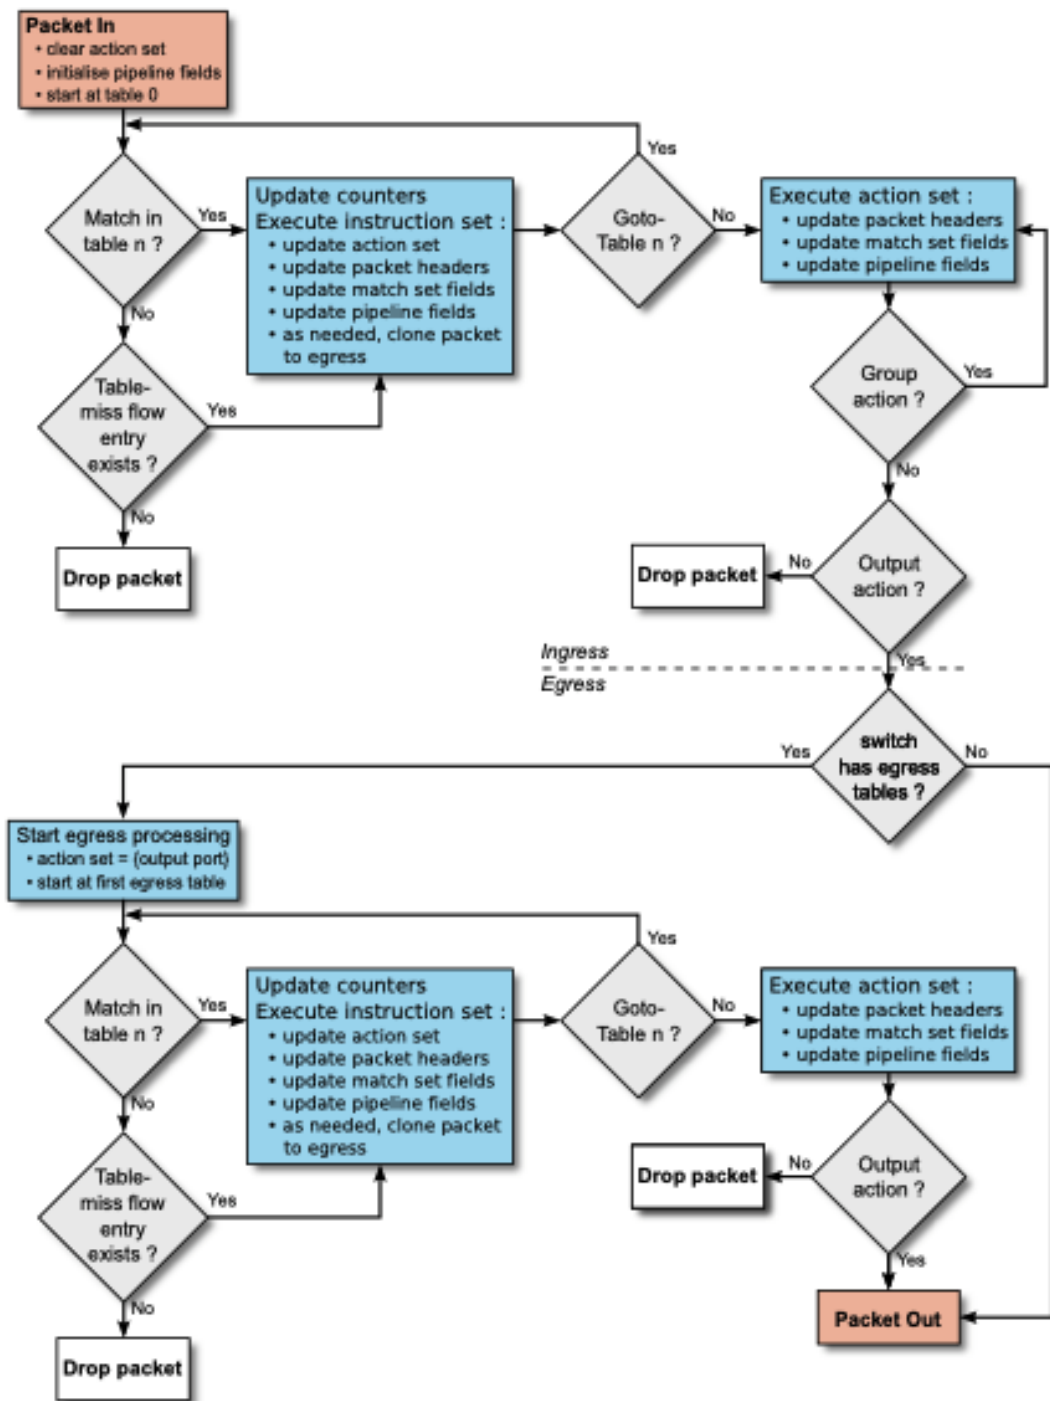 Packet In
• clear action set
• initialise pipeline fields
• start at table 0
Yes
Match in
table n ?
Yes
Update counters
Execute instruction set :
• update action set
• update packet headers
• update match set fields
• update pipeline fields
• as needed, clone packet
to egress
Goto-
Table n ?
No
Execute action set :
• update packet headers
• update match set fields
• update pipeline fields
No
Table-
miss flow
entry
exists ?
Yes
Group
action ?
Yes
No
No
Drop packet
Output
action ?
No
Drop packet
Yes
Ingress
Egress
switch
has egress
tables ?
Yes
No
Start egress processing
• action set = {output port}
• start at first egress table
Yes
Match in
table n ?
Yes
Update counters
Execute instruction set :
• update action set
• update packet headers
• update match set fields
• update pipeline fields
• as needed, clone packet
to egress
Goto-
Table n ?
No
Execute action set :
• update packet headers
• update match set fields
• update pipeline fields
No
Table-
miss flow
entry
exists ?
Yes
Output
action ?
No
Drop packet
Yes
No
Drop packet
Packet Out